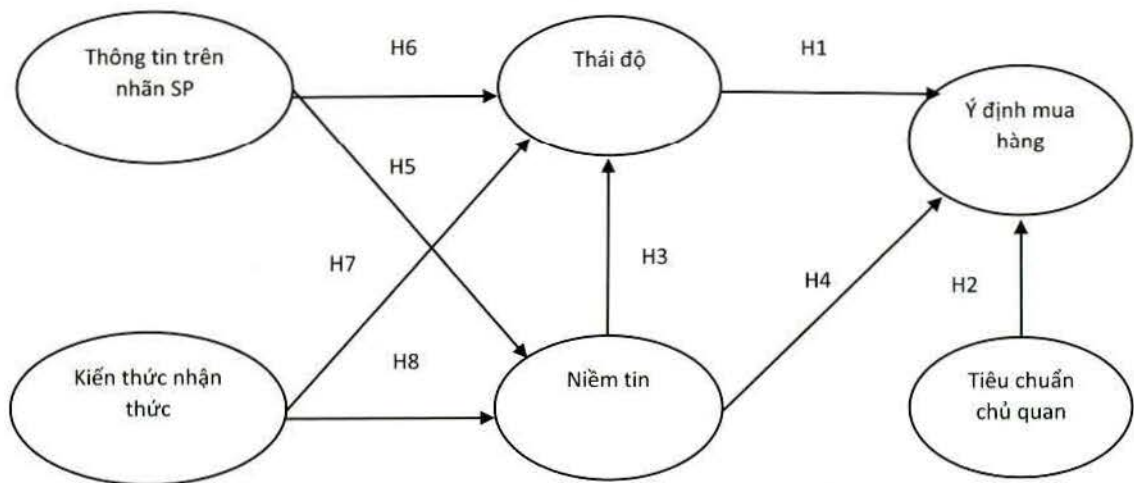 Thông tin trên
nhãn SP
H6
Thái độ
H1
Ý định mua
hàng
H5
H7
H3
H4
H2
Kiến thức nhận
thức
H8
Niềm tin
Tiêu chuẩn
chủ quan